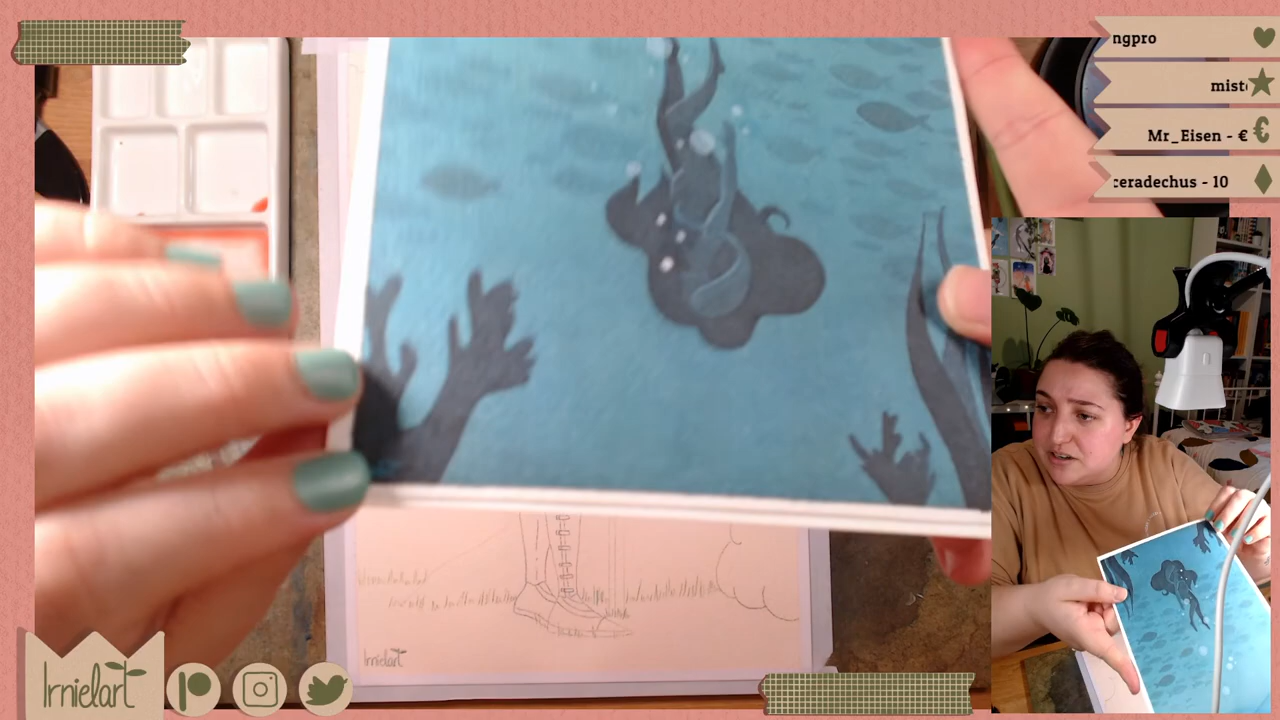 ngpro
mist
Mr_Eisen - €
ceradechus - 10
Irnielart
Irnielart